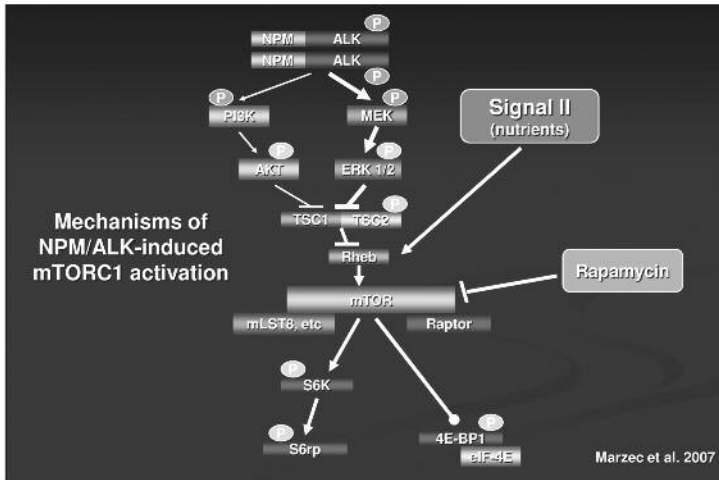 P
NPM ALK
NPM ALK
P
P P
PI3K MEK
Signal II
(nutrients)
P P
AKT ERK 1/2
P
TSC1 TSC2
Mechanisms of
NPM/ALK-induced
mTORC1 activation
Rheb
Rapamycin
mTOR
mLST8, etc Raptor
P
S6K
P P
S6rp 4E-BP1
eIF-4E
Marzec et al. 2007